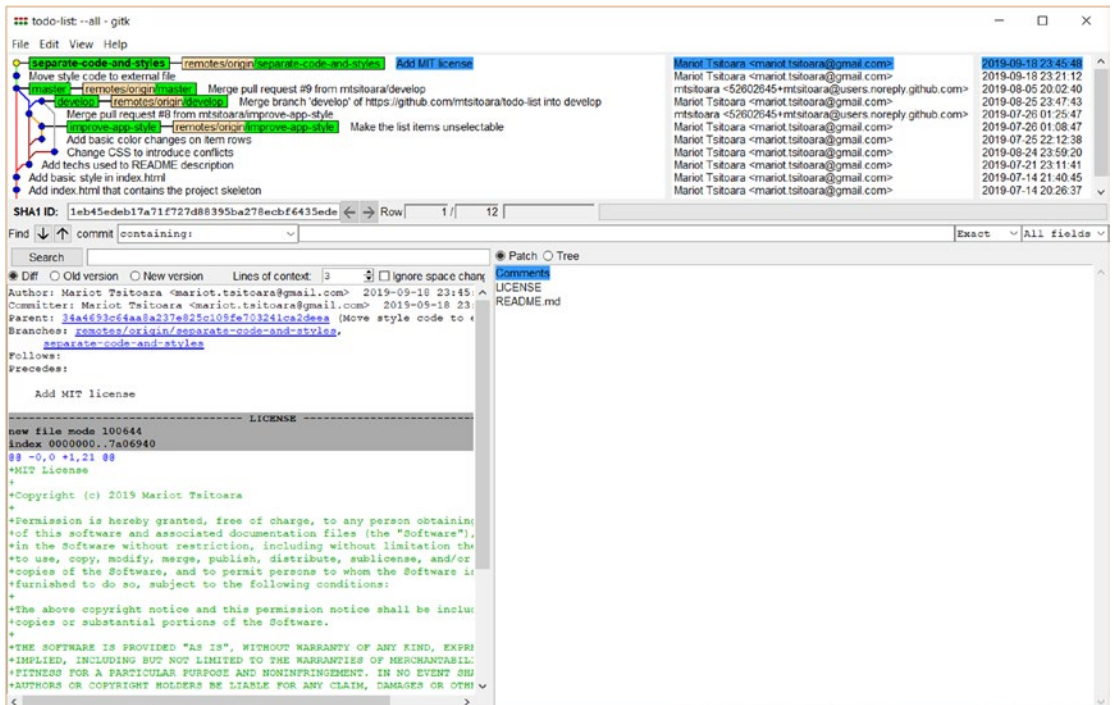 todo-list: --all - gitk
File Edit View Help
separate-code-and-styles remotes/origin/separate-code-and-styles Add MIT license Mariot Tsitoara <mariot.tsitoara@gmail.com> 2019-09-18 23:45:48
Move style code to external file Mariot Tsitoara <mariot.tsitoara@gmail.com> 2019-09-18 23:21:12
master remotes/origin/master Merge pull request #9 from mtsitoara/develop mtsitoara <52602645+mtsitoara@users.noreply.github.com> 2019-08-05 20:02:40
develop remotes/origin/develop Merge branch 'develop' of https://github.com/mtsitoara/todo-list into develop Mariot Tsitoara <mariot.tsitoara@gmail.com> 2019-08-25 23:47:43
Merge pull request #8 from mtsitoara/improve-app-style mtsitoara <52602645+mtsitoara@users.noreply.github.com> 2019-07-26 01:25:47
improve-app-style remotes/origin/improve-app-style Make the list items unselectable Mariot Tsitoara <mariot.tsitoara@gmail.com> 2019-07-26 01:08:47
Add basic color changes on item rows Mariot Tsitoara <mariot.tsitoara@gmail.com> 2019-07-25 22:12:38
Change CSS to introduce conflicts Mariot Tsitoara <mariot.tsitoara@gmail.com> 2019-08-24 23:59:20
Add techs used to README description Mariot Tsitoara <mariot.tsitoara@gmail.com> 2019-07-21 23:11:41
Add basic style in index.html Mariot Tsitoara <mariot.tsitoara@gmail.com> 2019-07-14 21:40:45
Add index.html that contains the project skeleton Mariot Tsitoara <mariot.tsitoara@gmail.com> 2019-07-14 20:26:37
SHA1 ID: 1eb45edeb17a71f727d88395ba278ecbf6435ede Row 1 / 12
Find commit containing: Exact All fields
Search
Patch Tree
Diff Old version New version Lines of context: 3 Ignore space chang
Comments
LICENSE
README.md
Author: Mariot Tsitoara <mariot.tsitoara@gmail.com> 2019-09-18 23:45:
Committer: Mariot Tsitoara <mariot.tsitoara@gmail.com> 2019-09-18 23:
Parent: 34a4693c64aa8a237e825c109fe703241ca2deea (Move style code to e
Branches: remotes/origin/separate-code-and-styles,
separate-code-and-styles
Follows:
Precedes:
Add MIT license
---------------------------------- LICENSE -------------------------
new file mode 100644
index 0000000..7a06940
@@ -0,0 +1,21 @@
+MIT License
+
+Copyright (c) 2019 Mariot Tsitoara
+
+Permission is hereby granted, free of charge, to any person obtaining
+of this software and associated documentation files (the "Software"),
+in the Software without restriction, including without limitation the
+to use, copy, modify, merge, publish, distribute, sublicense, and/or
+copies of the Software, and to permit persons to whom the Software is
+furnished to do so, subject to the following conditions:
+
+The above copyright notice and this permission notice shall be includ
+copies or substantial portions of the Software.
+
+THE SOFTWARE IS PROVIDED "AS IS", WITHOUT WARRANTY OF ANY KIND, EXPRE
+IMPLIED, INCLUDING BUT NOT LIMITED TO THE WARRANTIES OF MERCHANTABILI
+FITNESS FOR A PARTICULAR PURPOSE AND NONINFRINGEMENT. IN NO EVENT SHA
+AUTHORS OR COPYRIGHT HOLDERS BE LIABLE FOR ANY CLAIM, DAMAGES OR OTHE